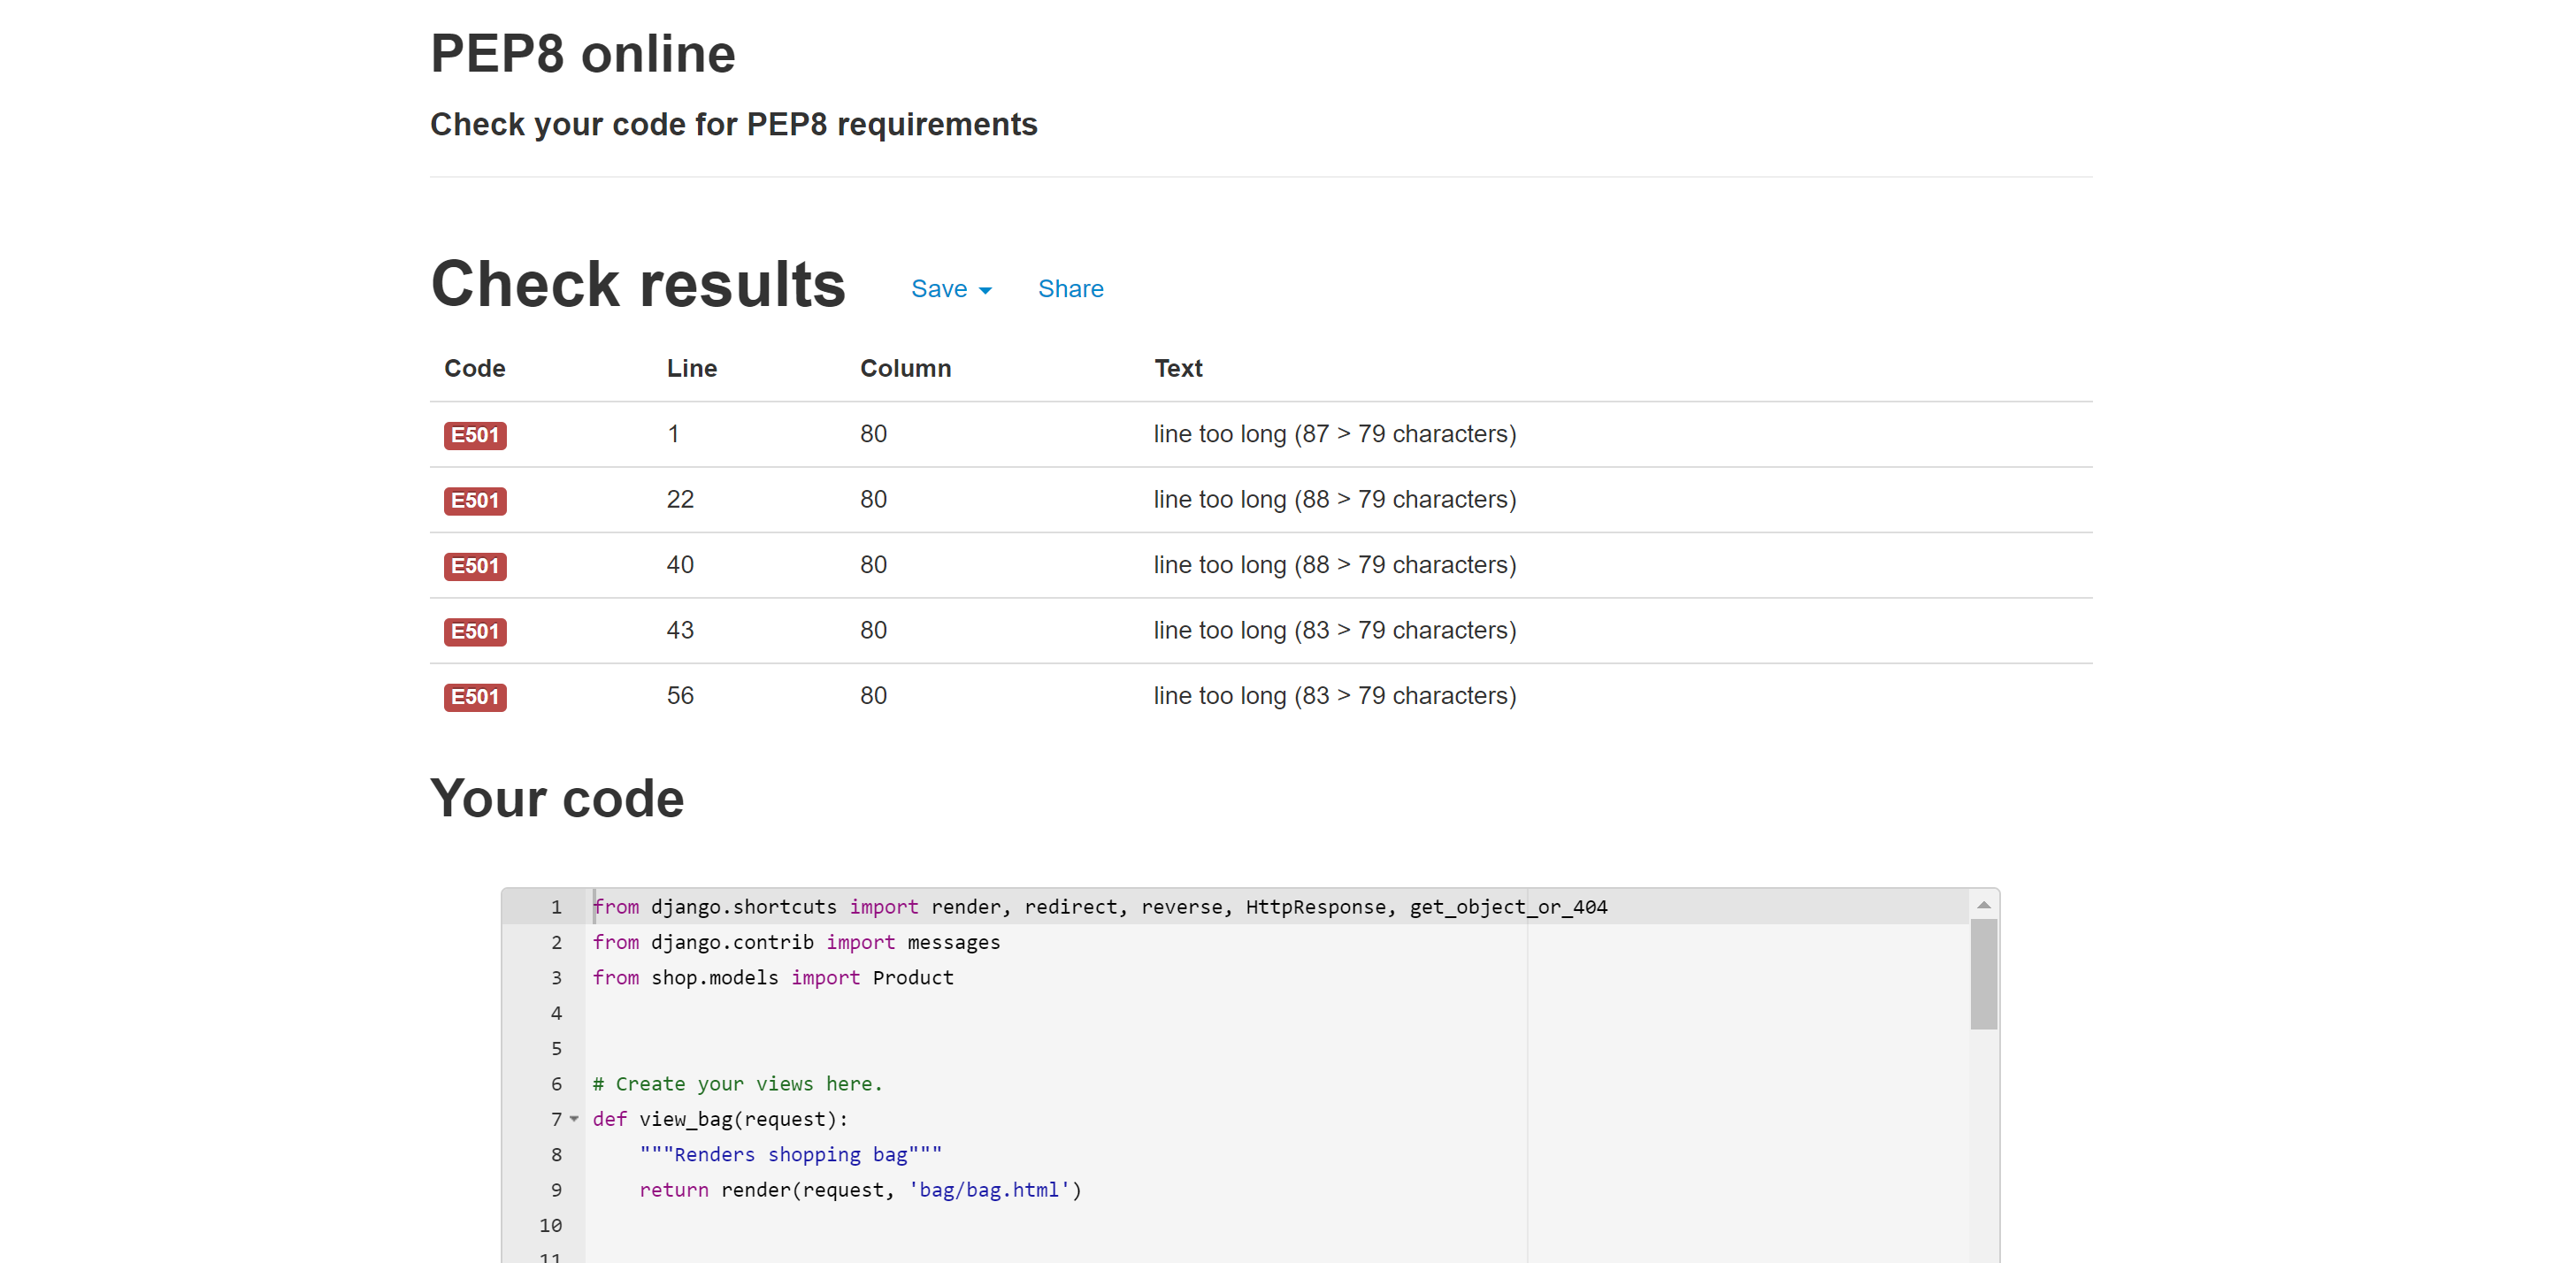 PEP8 online
Check your code for PEP8 requirements
Check results Save Share
Code Line Column Text
E501 1 80 line too long (87 > 79 characters)
E501 22 80 line too long (88 > 79 characters)
E501 40 80 line too long (88 > 79 characters)
E501 43 80 line too long (83 > 79 characters)
E501 56 80 line too long (83 > 79 characters)
Your code
1 from django.shortcuts import render, redirect, reverse, HttpResponse, get_object_or_404
2 from django.contrib import messages
3 from shop.models import Product
4
5
6 # Create your views here.
7 def view_bag(request):
8     """Renders shopping bag"""
9     return render(request, 'bag/bag.html')
10
11